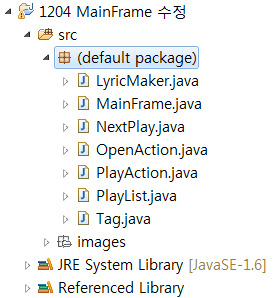 1204 MainFrame 수정
src
(default package)
LyricMaker.java
MainFrame.java
NextPlay.java
OpenAction.java
PlayAction.java
PlayList.java
Tag.java
images
JRE System Library [JavaSE-1.6]
Referenced Library